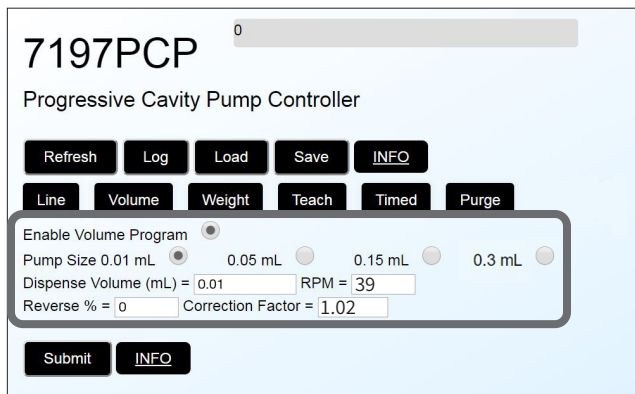 0
7197PCP
Progressive Cavity Pump Controller
Refresh Log Load Save INFO
Line Volume Weight Teach Timed Purge
Enable Volume Program
Pump Size 0.01 mL 0.05 mL 0.15 mL 0.3 mL
Dispense Volume (mL) = 0.01 RPM = 39
Reverse % = 0 Correction Factor = 1.02
Submit INFO